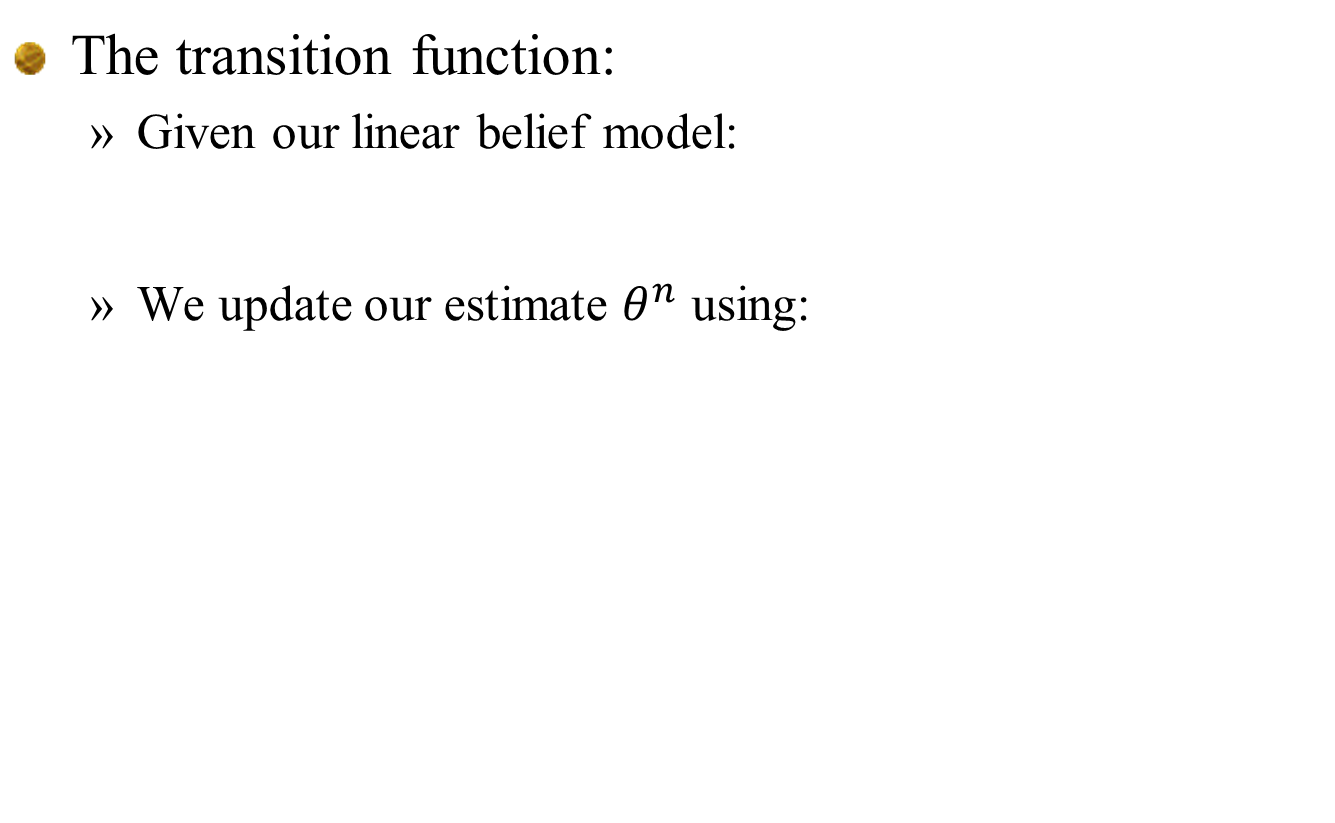 The transition function:
» Given our linear belief model:
» We update our estimate 𝜃ⁿ using: